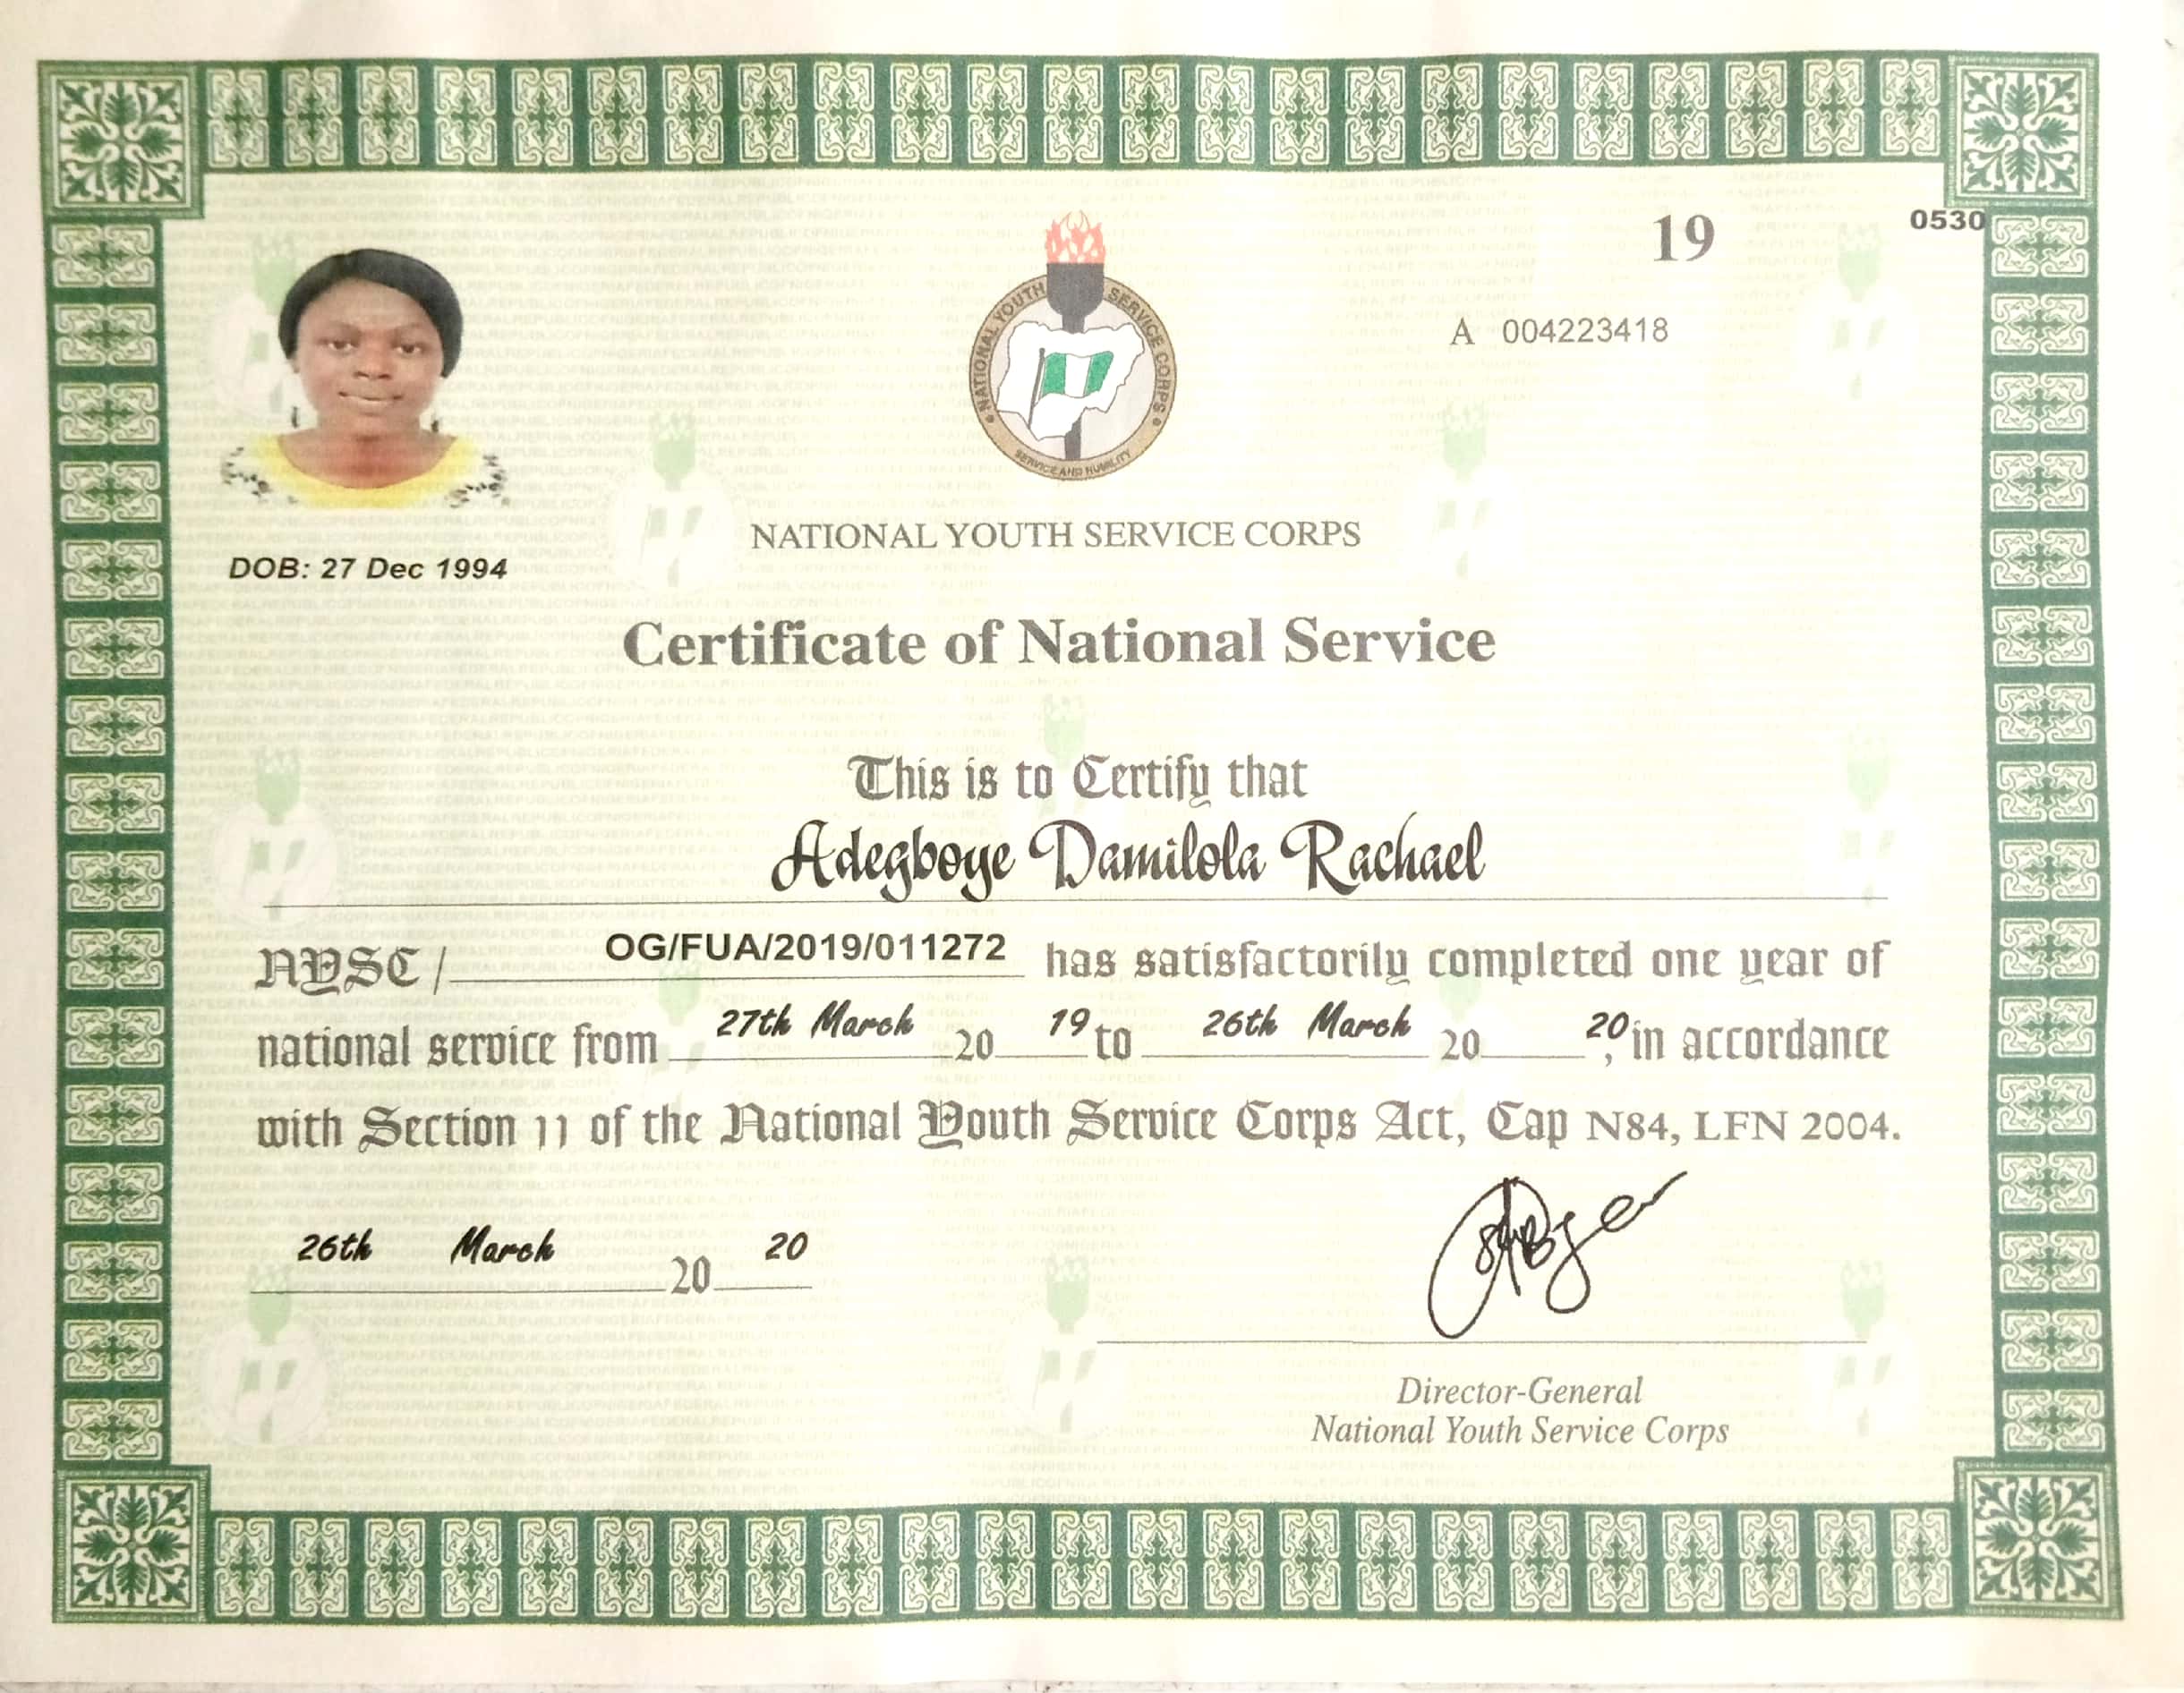 19
0530
A 004223418
NATIONAL YOUTH SERVICE CORPS
SERVICE AND HUMILITY
NATIONAL YOUTH SERVICE CORPS
DOB: 27 Dec 1994
Certificate of National Service
This is to Certify that
Adegboye Damilola Rachael
NYSC/ OG/FUA/2019/011272 has satisfactorily completed one year of
national service from 27th March 20 19 to 26th March 20 20, in accordance
with Section 11 of the National Youth Service Corps Act, Cap N84, LFN 2004.
26th March 20 20
Director-General
National Youth Service Corps